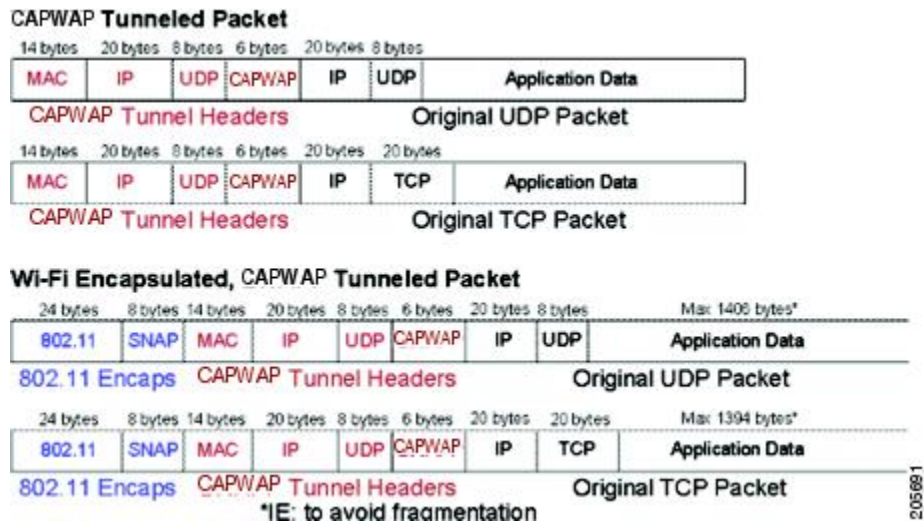 CAPWAP Tunneled Packet
14 bytes 20 bytes 8 bytes 6 bytes 20 bytes 8 bytes
MAC IP UDP CAPWAP IP UDP Application Data
CAPWAP Tunnel Headers Original UDP Packet
14 bytes 20 bytes 8 bytes 6 bytes 20 bytes 20 bytes
MAC IP UDP CAPWAP IP TCP Application Data
CAPWAP Tunnel Headers Original TCP Packet
Wi-Fi Encapsulated, CAPWAP Tunneled Packet
24 bytes 8 bytes 14 bytes 20 bytes 8 bytes 6 bytes 20 bytes 8 bytes Max 1406 bytes*
802.11 SNAP MAC IP UDP CAPWAP IP UDP Application Data
802.11 Encaps CAPWAP Tunnel Headers Original UDP Packet
24 bytes 8 bytes 14 bytes 20 bytes 8 bytes 6 bytes 20 bytes 20 bytes Max 1394 bytes*
802.11 SNAP MAC IP UDP CAPWAP IP TCP Application Data
802.11 Encaps CAPWAP Tunnel Headers Original TCP Packet
*IE: to avoid fragmentation
205691